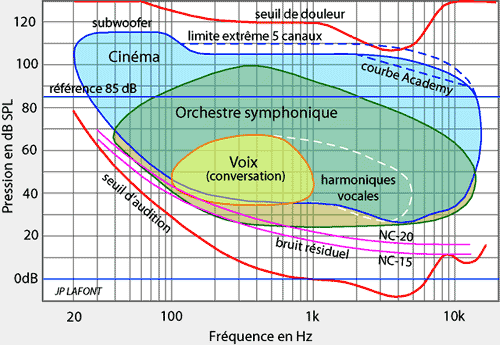 seuil de douleur
subwoofer
limite extrême 5 canaux
Cinéma
courbe Academy
référence 85 dB
Orchestre symphonique
Voix
(conversation)
harmoniques
vocales
seuil d'audition
bruit résiduel
NC-20
NC-15
JP LAFONT
Pression en dB SPL
120
100
80
60
40
20
0dB
20
100
1k
10k
Fréquence en Hz